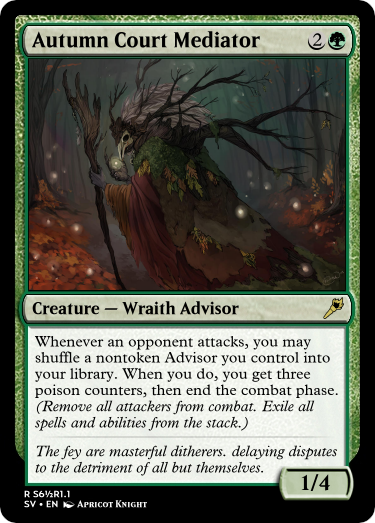 Autumn Court Mediator 2
Creature — Wraith Advisor
Whenever an opponent attacks, you may
shuffle a nontoken Advisor you control into
your library. When you do, you get three
poison counters, then end the combat phase.
(Remove all attackers from combat. Exile all
spells and abilities from the stack.)
The fey are masterful ditherers. delaying disputes
to the detriment of all but themselves.
1/4
R S6½R1.1
SV • EN Apricot Knight